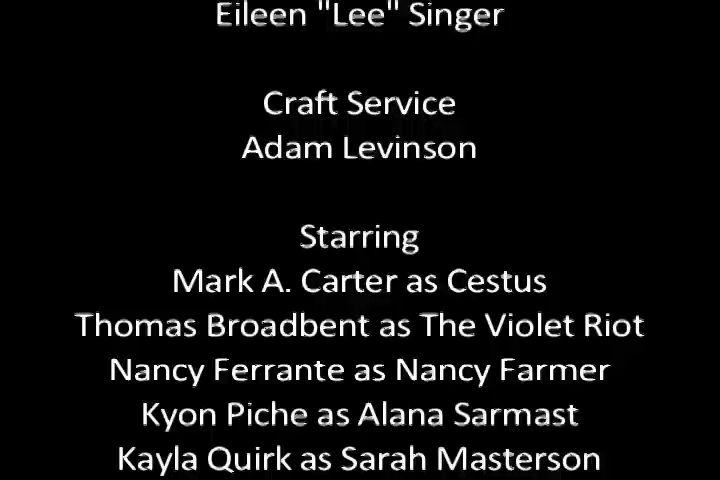 Eileen "Lee" Singer
Craft Service
Adam Levinson
Starring
Mark A. Carter as Cestus
Thomas Broadbent as The Violet Riot
Nancy Ferrante as Nancy Farmer
Kyon Piche as Alana Sarmast
Kayla Quirk as Sarah Masterson